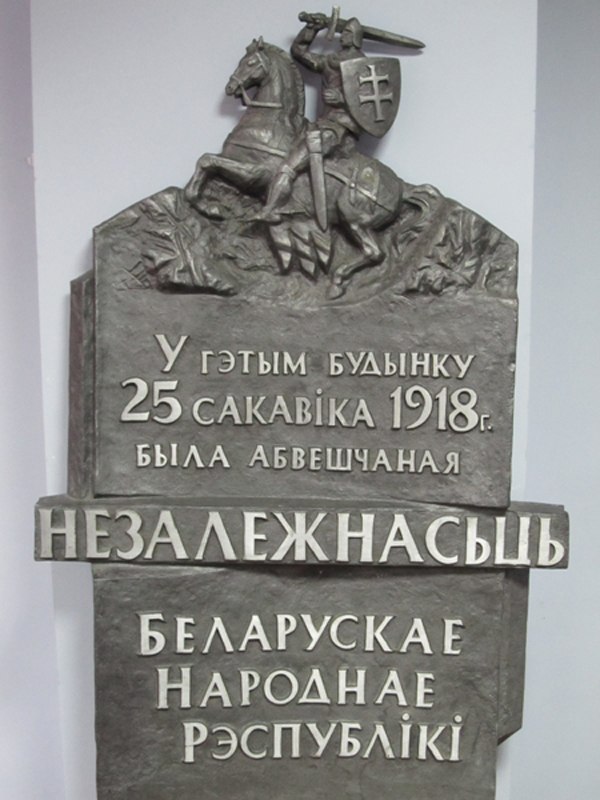 У ГЭТЫМ БУДЫНКУ
25 САКАВІКА 1918 г.
БЫЛА АБВЕШЧАНАЯ
НЕЗАЛЕЖНАСЬЦЬ
БЕЛАРУСКАЕ
НАРОДНАЕ
РЭСПУБЛІКІ